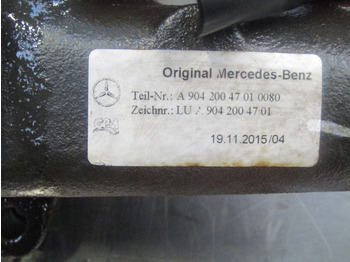 Original Mercedes-Benz
Teil-Nr.: A 904 200 47 01 0080
Zeichnr.: LU A 904 200 47 01
19.11.2015/04